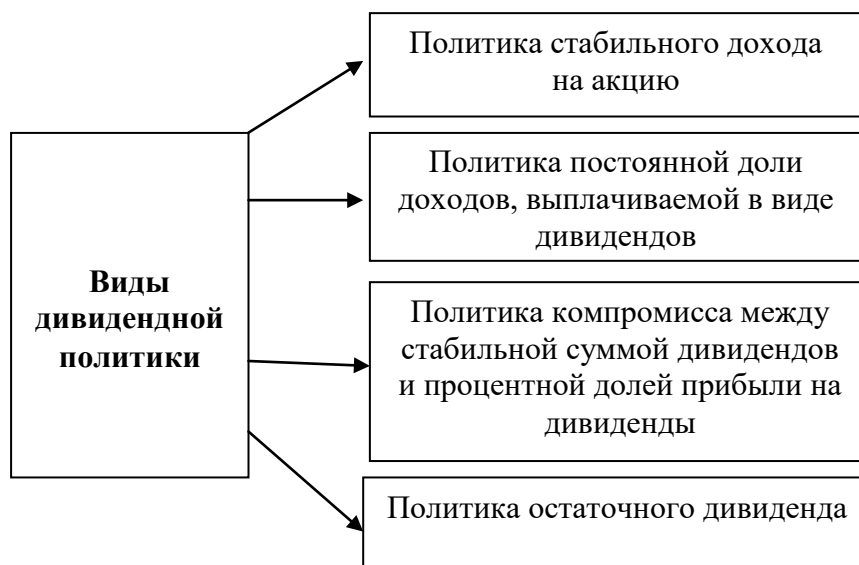 Политика стабильного дохода
на акцию
Политика постоянной доли
доходов, выплачиваемой в виде
дивидендов
Виды
дивидендной
политики
Политика компромисса между
стабильной суммой дивидендов
и процентной долей прибыли на
дивиденды
Политика остаточного дивиденда